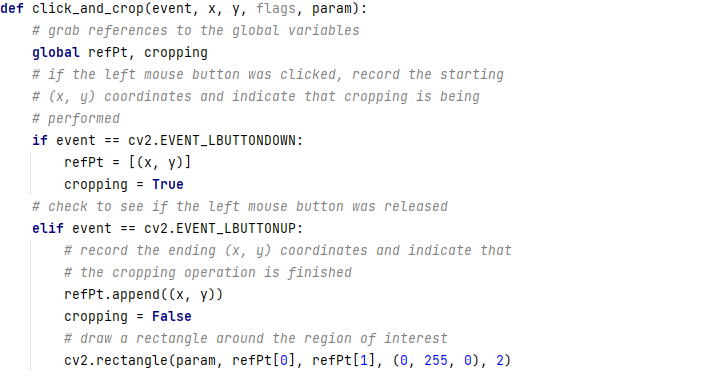 def click_and_crop(event, x, y, flags, param):
    # grab references to the global variables
    global refPt, cropping
    # if the left mouse button was clicked, record the starting
    # (x, y) coordinates and indicate that cropping is being
    # performed
    if event == cv2.EVENT_LBUTTONDOWN:
        refPt = [(x, y)]
        cropping = True
    # check to see if the left mouse button was released
    elif event == cv2.EVENT_LBUTTONUP:
        # record the ending (x, y) coordinates and indicate that
        # the cropping operation is finished
        refPt.append((x, y))
        cropping = False
        # draw a rectangle around the region of interest
        cv2.rectangle(param, refPt[0], refPt[1], (0, 255, 0), 2)